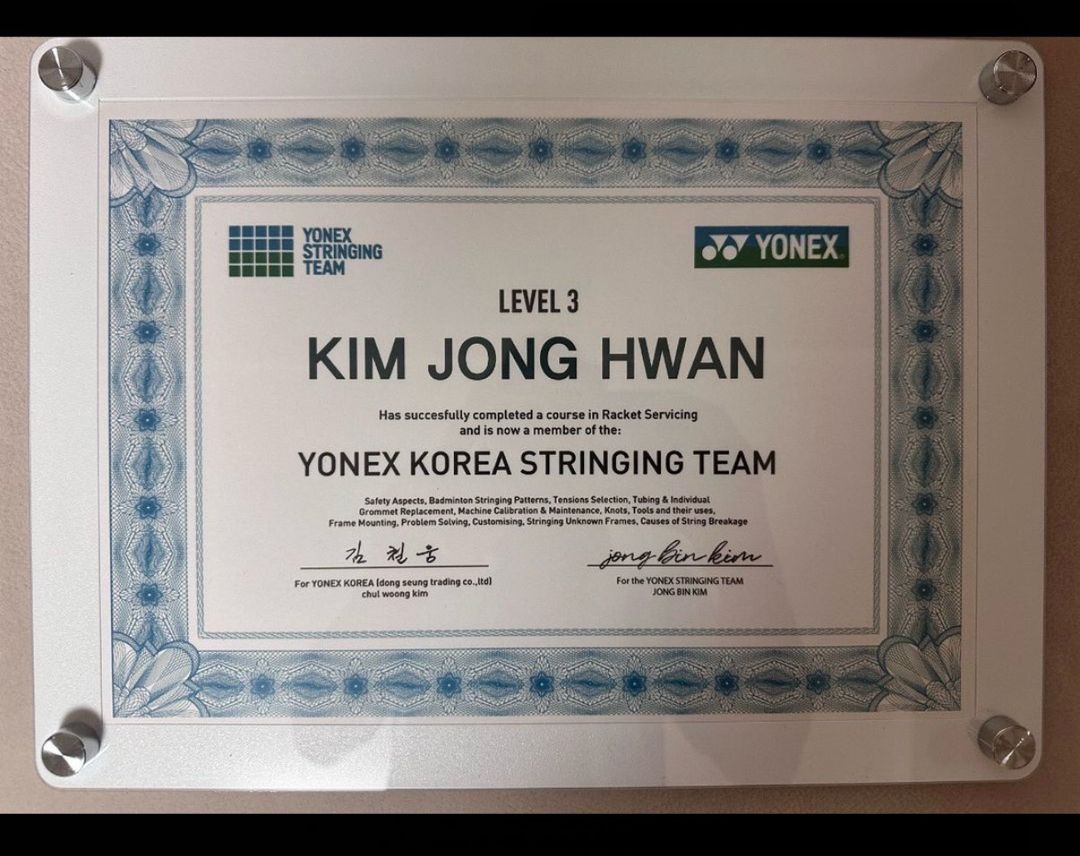 YONEX
STRINGING
TEAM
YONEX
LEVEL 3
KIM JONG HWAN
Has succesfully completed a course in Racket Servicing
and is now a member of the:
YONEX KOREA STRINGING TEAM
Safety Aspects, Badminton Stringing Patterns, Tensions Selection, Tubing & Individual
Grommet Replacement, Machine Calibration & Maintenance, Knots, Tools and their uses,
Frame Mounting, Problem Solving, Customising, Stringing Unknown Frames, Causes of String Breakage
김 철 웅
For YONEX KOREA (dong seung trading co.,ltd)
chul woong kim
jong bin kim
For the YONEX STRINGING TEAM
JONG BIN KIM